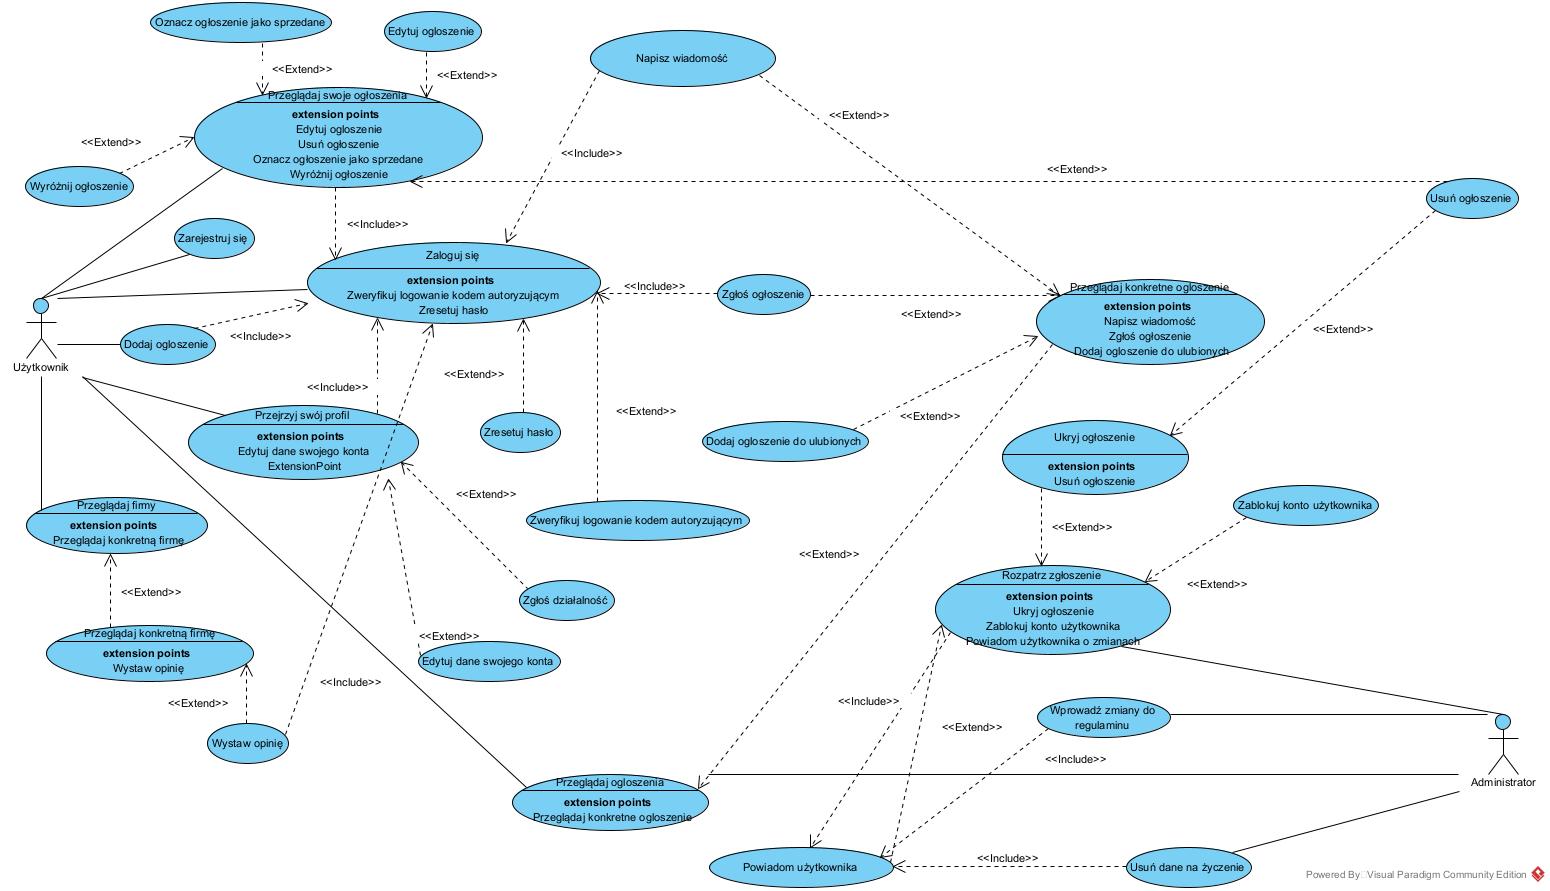 Oznacz ogłoszenie jako sprzedane
Edytuj ogloszenie
<<Extend>>
<<Extend>>
Napisz wiadomość
Przeglądaj swoje ogłoszenia
extension points
Edytuj ogloszenie
Usuń ogłoszenie
Oznacz ogłoszenie jako sprzedane
Wyróżnij ogłoszenie
<<Extend>>
<<Extend>>
<<Include>>
<<Extend>>
Wyróżnij ogłoszenie
Usuń ogłoszenie
<<Include>>
Zarejestruj się
Zaloguj się
extension points
Zweryfikuj logowanie kodem autoryzującym
Zresetuj hasło
<<Include>>
Zgłoś ogłoszenie
<<Extend>>
Przeglądaj konkretne ogloszenie
extension points
Napisz wiadomość
Zgłoś ogłoszenie
Dodaj ogloszenie do ulubionych
<<Extend>>
Użytkownik
Dodaj ogloszenie
<<Include>>
<<Include>>
<<Extend>>
<<Extend>>
<<Extend>>
Przejrzyj swój profil
extension points
Edytuj dane swojego konta
ExtensionPoint
Zresetuj hasło
Dodaj ogloszenie do ulubionych
Ukryj ogłoszenie
extension points
Usuń ogłoszenie
<<Extend>>
Przeglądaj firmy
extension points
Przeglądaj konkretną firmę
Zweryfikuj logowanie kodem autoryzującym
Zablokuj konto użytkownika
<<Extend>>
<<Extend>>
<<Extend>>
<<Extend>>
Zgłoś działalność
Rozpatrz zgłoszenie
extension points
Ukryj ogłoszenie
Zablokuj konto użytkownika
Powiadom użytkownika o zmianach
Przeglądaj konkretną firmę
extension points
Wystaw opinię
<<Extend>>
Edytuj dane swojego konta
<<Include>>
<<Extend>>
<<Include>>
<<Extend>>
Wprowadź zmiany do
regulaminu
Wystaw opinię
<<Include>>
Administrator
Przeglądaj ogloszenia
extension points
Przeglądaj konkretne ogloszenie
Powiadom użytkownika
<<Include>>
Usuń dane na życzenie
Powered By Visual Paradigm Community Edition